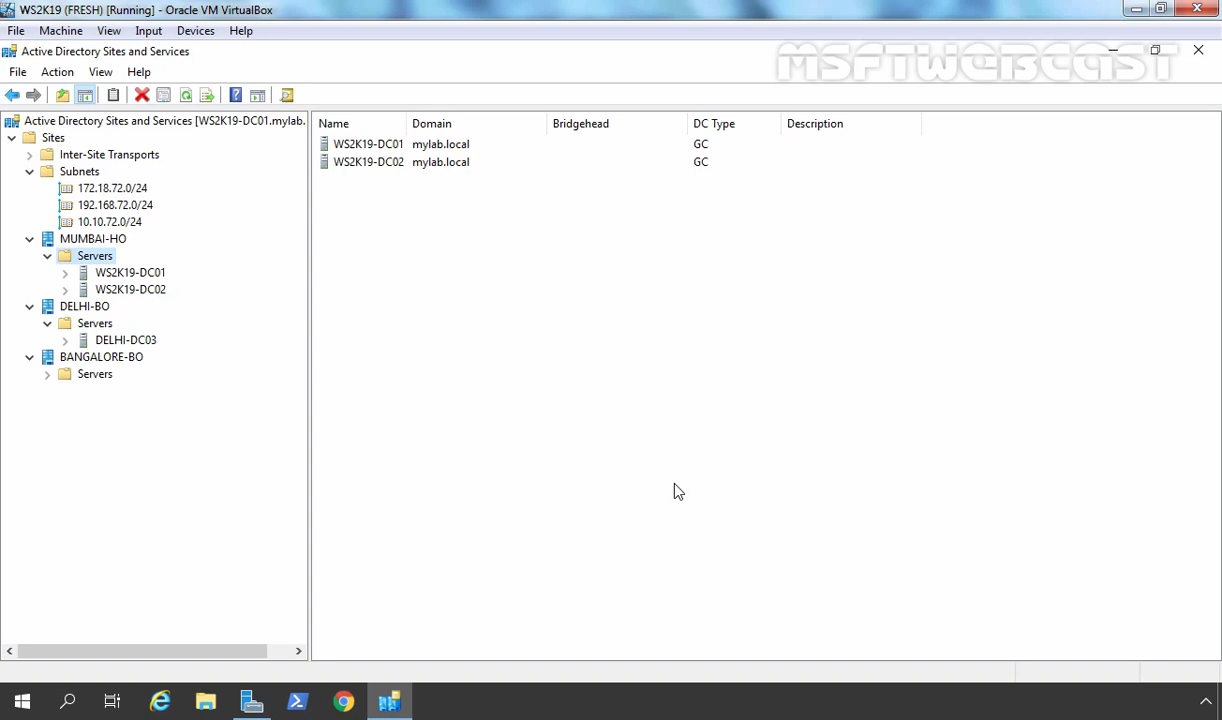 WS2K19 (FRESH) [Running] - Oracle VM VirtualBox
File Machine View Input Devices Help
Active Directory Sites and Services
MSFTWEBCAST
File Action View Help
Active Directory Sites and Services [WS2K19-DC01.mylab.
Sites
Inter-Site Transports
Subnets
172.18.72.0/24
192.168.72.0/24
10.10.72.0/24
MUMBAI-HO
Servers
WS2K19-DC01
WS2K19-DC02
DELHI-BO
Servers
DELHI-DC03
BANGALORE-BO
Servers
Name Domain Bridgehead DC Type Description
WS2K19-DC01 mylab.local GC
WS2K19-DC02 mylab.local GC